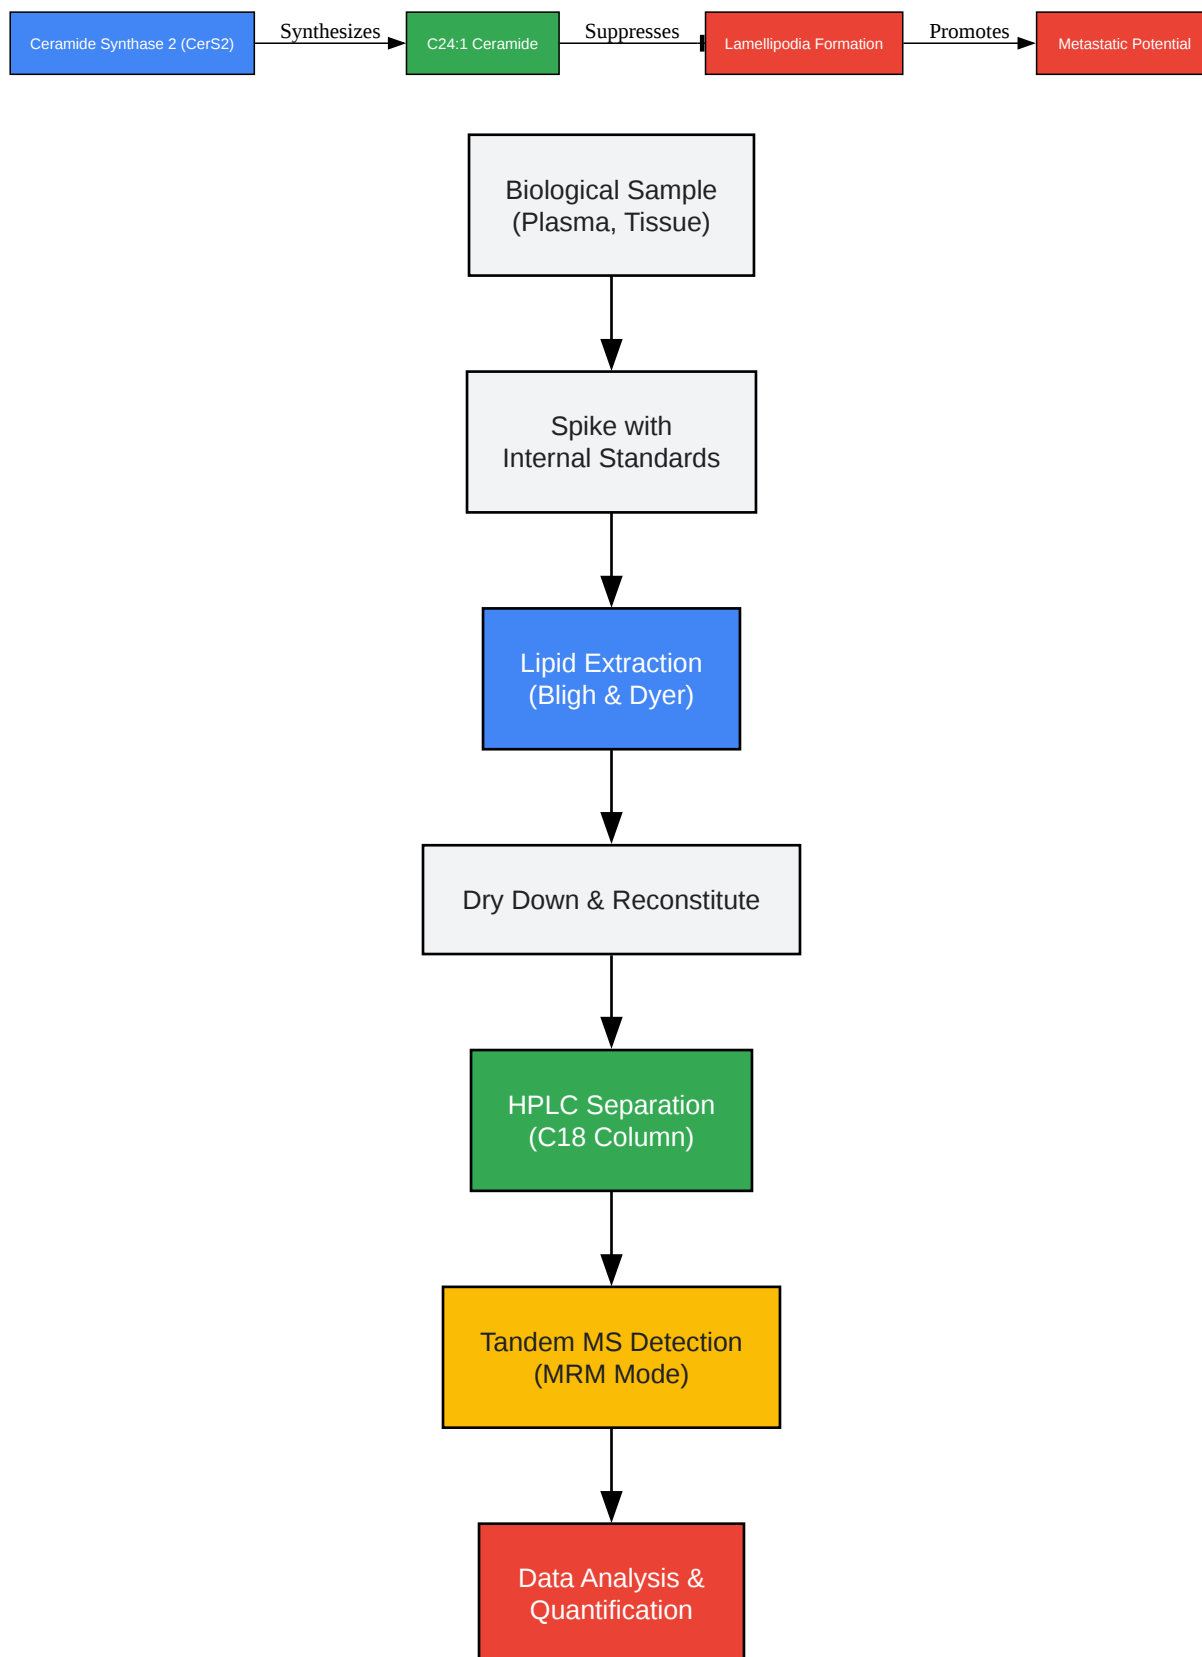 Ceramide Synthase 2 (CerS2)
Synthesizes
C24:1 Ceramide
Suppresses
Lamellipodia Formation
Promotes
Metastatic Potential
Biological Sample
(Plasma, Tissue)
Spike with
Internal Standards
Lipid Extraction
(Bligh & Dyer)
Dry Down & Reconstitute
HPLC Separation
(C18 Column)
Tandem MS Detection
(MRM Mode)
Data Analysis &
Quantification